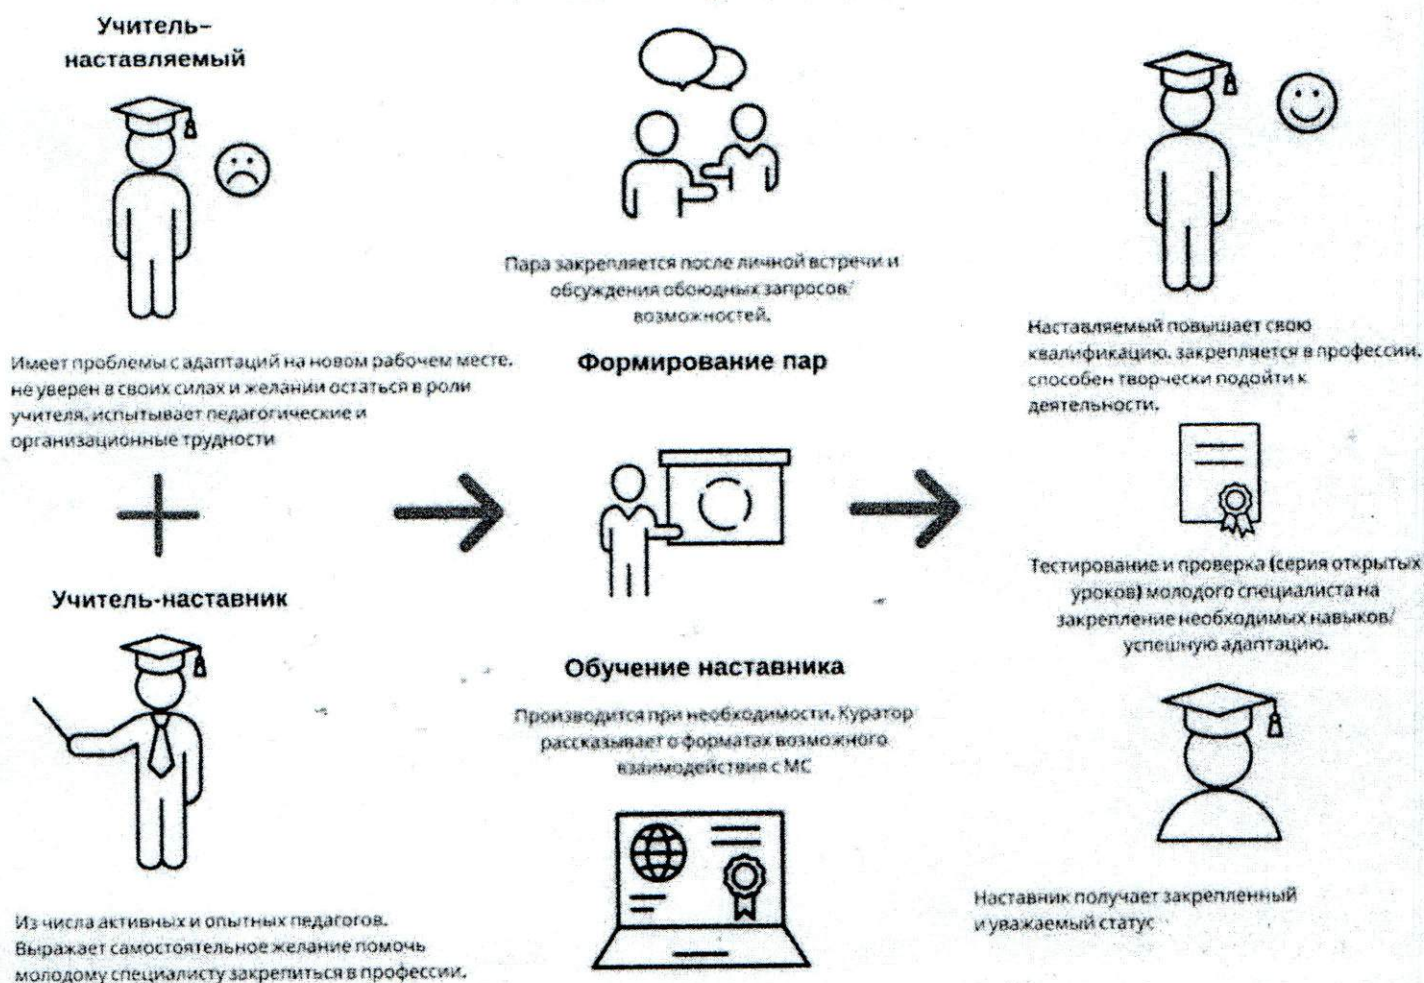 Учитель–
наставляемый
Имеет проблемы с адаптаций на новом рабочем месте,
не уверен в своих силах и желании остаться в роли
учителя, испытывает педагогические и
организационные трудности
Учитель-наставник
Из числа активных и опытных педагогов.
Выражает самостоятельное желание помочь
молодому специалисту закрепиться в профессии.
Пара закрепляется после личной встречи и
обсуждения обоюдных запросов/
возможностей.
Формирование пар
Обучение наставника
Производится при необходимости. Куратор
рассказывает о форматах возможного
взаимодействия с МС
Наставляемый повышает свою
квалификацию, закрепляется в профессии,
способен творчески подойти к
деятельности.
Тестирование и проверка (серия открытых
уроков) молодого специалиста на
закрепление необходимых навыков/
успешную адаптацию.
Наставник получает закрепленный
и уважаемый статус